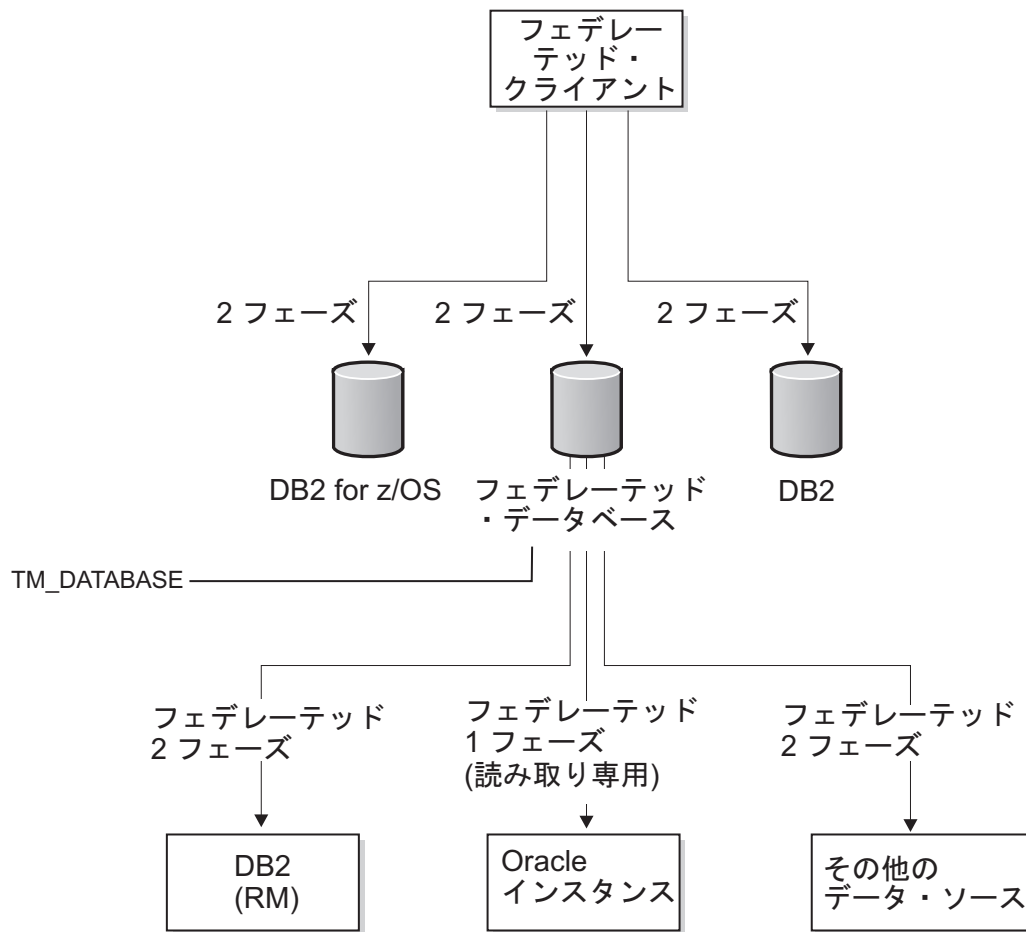 フェデレー
テッド・
クライアント
2 フェーズ
2 フェーズ
2 フェーズ
DB2 for z/OS
フェデレーテッド
・データベース
DB2
TM_DATABASE
フェデレーテッド
2 フェーズ
フェデレーテッド
1 フェーズ
(読み取り専用)
フェデレーテッド
2 フェーズ
DB2
(RM)
Oracle
インスタンス
その他の
データ・ソース